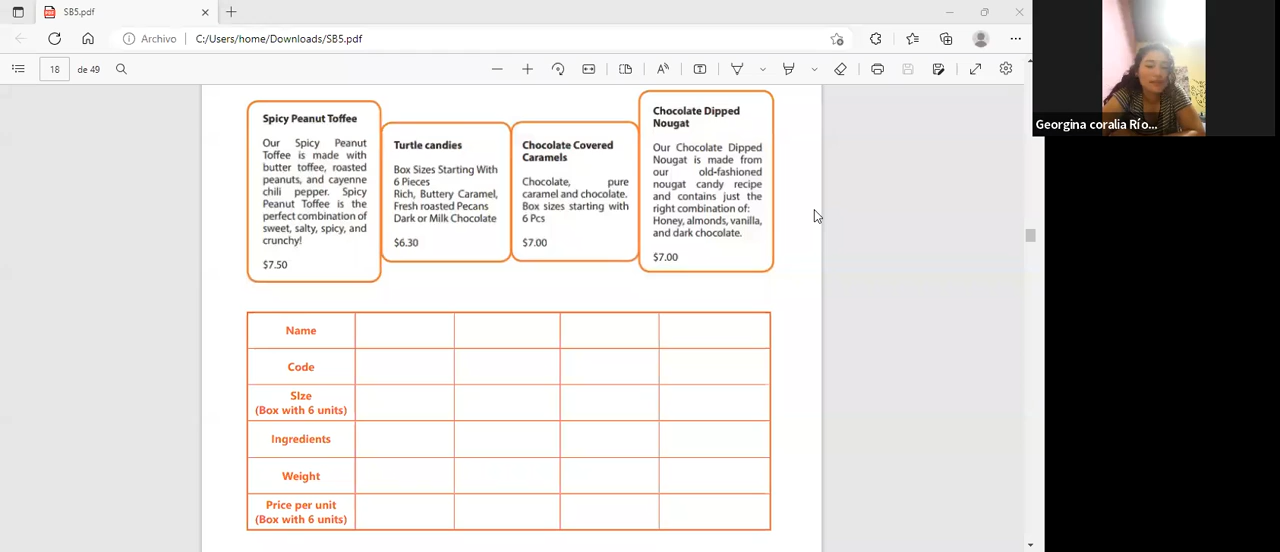 SB5.pdf
Archivo
C:/Users/home/Downloads/SB5.pdf
18
de 49
Georgina coralia Río...
Spicy Peanut Toffee
Our Spicy Peanut
Toffee is made with
butter toffee, roasted
peanuts, and cayenne
chili pepper. Spicy
Peanut Toffee is the
perfect combination of
sweet, salty, spicy, and
crunchy!
$7.50
Turtle candies
Box Sizes Starting With
6 Pieces
Rich, Buttery Caramel,
Fresh roasted Pecans
Dark or Milk Chocolate
$6.30
Chocolate Covered
Caramels
Chocolate, pure
caramel and chocolate.
Box sizes starting with
6 Pcs
$7.00
Chocolate Dipped
Nougat
Our Chocolate Dipped
Nougat is made from
our old-fashioned
nougat candy recipe
and contains just the
right combination of:
Honey, almonds, vanilla,
and dark chocolate.
$7.00
Name
Code
SIze
(Box with 6 units)
Ingredients
Weight
Price per unit
(Box with 6 units)